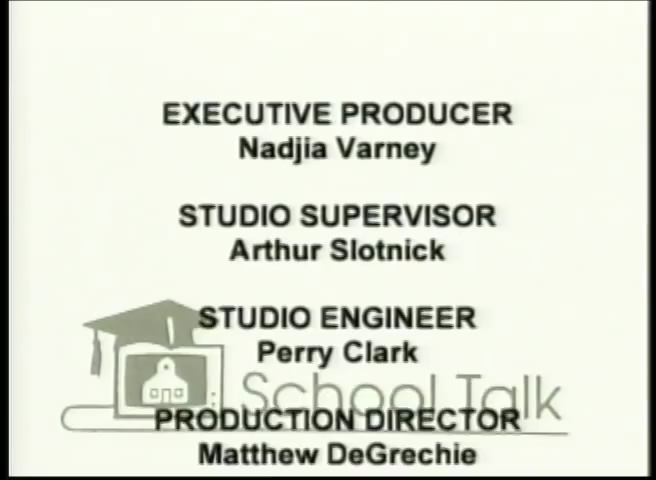 EXECUTIVE PRODUCER
Nadjia Varney
STUDIO SUPERVISOR
Arthur Slotnick
STUDIO ENGINEER
Perry Clark
School Talk
PRODUCTION DIRECTOR
Matthew DeGrechie